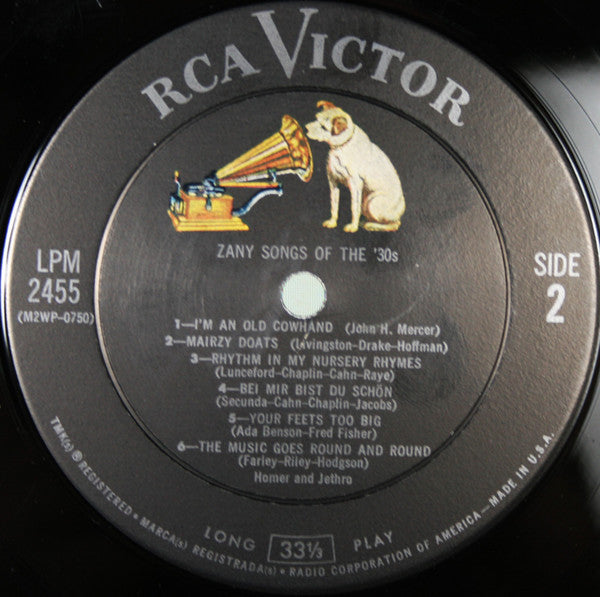 RCA VICTOR
ZANY SONGS OF THE '30s
LPM
2455
(M2WP-0750)
SIDE
2
1—I'M AN OLD COWHAND (John H. Mercer)
2—MAIRZY DOATS (Livingston-Drake-Hoffman)
3—RHYTHM IN MY NURSERY RHYMES
(Lunceford-Chaplin-Cahn-Raye)
4—BEI MIR BIST DU SCHÖN
(Secunda-Cahn-Chaplin-Jacobs)
5—YOUR FEETS TOO BIG
(Ada Benson-Fred Fisher)
6—THE MUSIC GOES ROUND AND ROUND
(Farley-Riley-Hodgson)
Homer and Jethro
LONG 33⅓ PLAY
TMK(s) ® REGISTERED • MARCA(s) REGISTRADA(s) • RADIO CORPORATION OF AMERICA—MADE IN U.S.A.